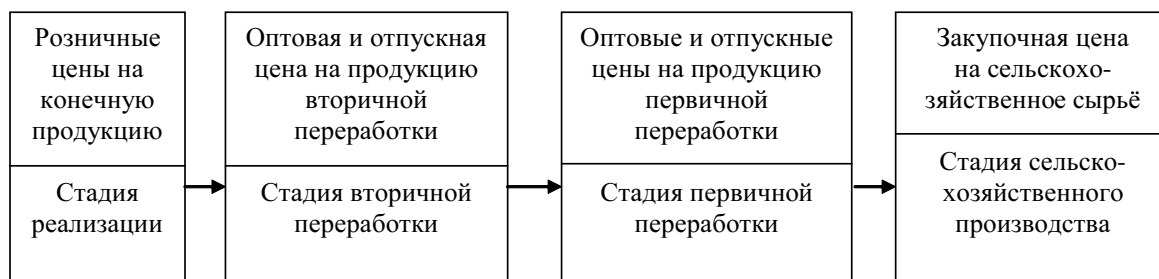 Розничные
цены на
конечную
продукцию
Стадия
реализации
Оптовая и отпускная
цена на продукцию
вторичной
переработки
Стадия вторичной
переработки
Оптовые и отпускные
цены на продукцию
первичной
переработки
Стадия первичной
переработки
Закупочная цена
на сельскохо-
зяйственное сырьё
Стадия сельско-
хозяйственного
производства